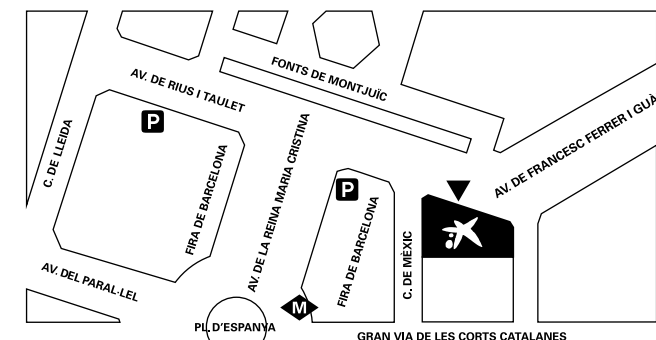 FONTS DE MONTJUÏC
AV. DE RIUS I TAULET
P
C. DE LLEIDA
AV. DE FRANCESC FERRER I GUÀ
AV. DE LA REINA MARIA CRISTINA
FIRA DE BARCELONA
P
FIRA DE BARCELONA
C. DE MÈXIC
AV. DEL PARAL·LEL
M
PL. D'ESPANYA
GRAN VIA DE LES CORTS CATALANES